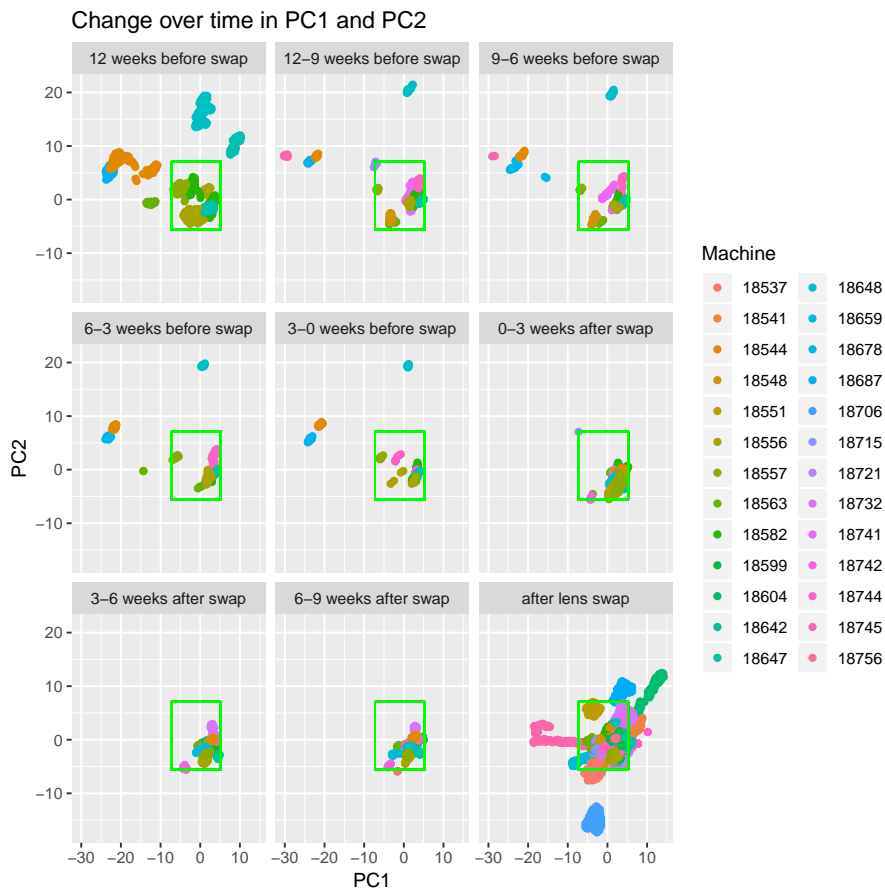 Change over time in PC1 and PC2
12 weeks before swap
12−9 weeks before swap
9−6 weeks before swap
20
10
0
−10
6−3 weeks before swap
3−0 weeks before swap
0−3 weeks after swap
20
10
0
−10
3−6 weeks after swap
6−9 weeks after swap
after lens swap
20
10
0
−10
−30 −20 −10 0 10
−30 −20 −10 0 10
−30 −20 −10 0 10
PC1
PC2
Machine
18537
18541
18544
18548
18551
18556
18557
18563
18582
18599
18604
18642
18647
18648
18659
18678
18687
18706
18715
18721
18732
18741
18742
18744
18745
18756